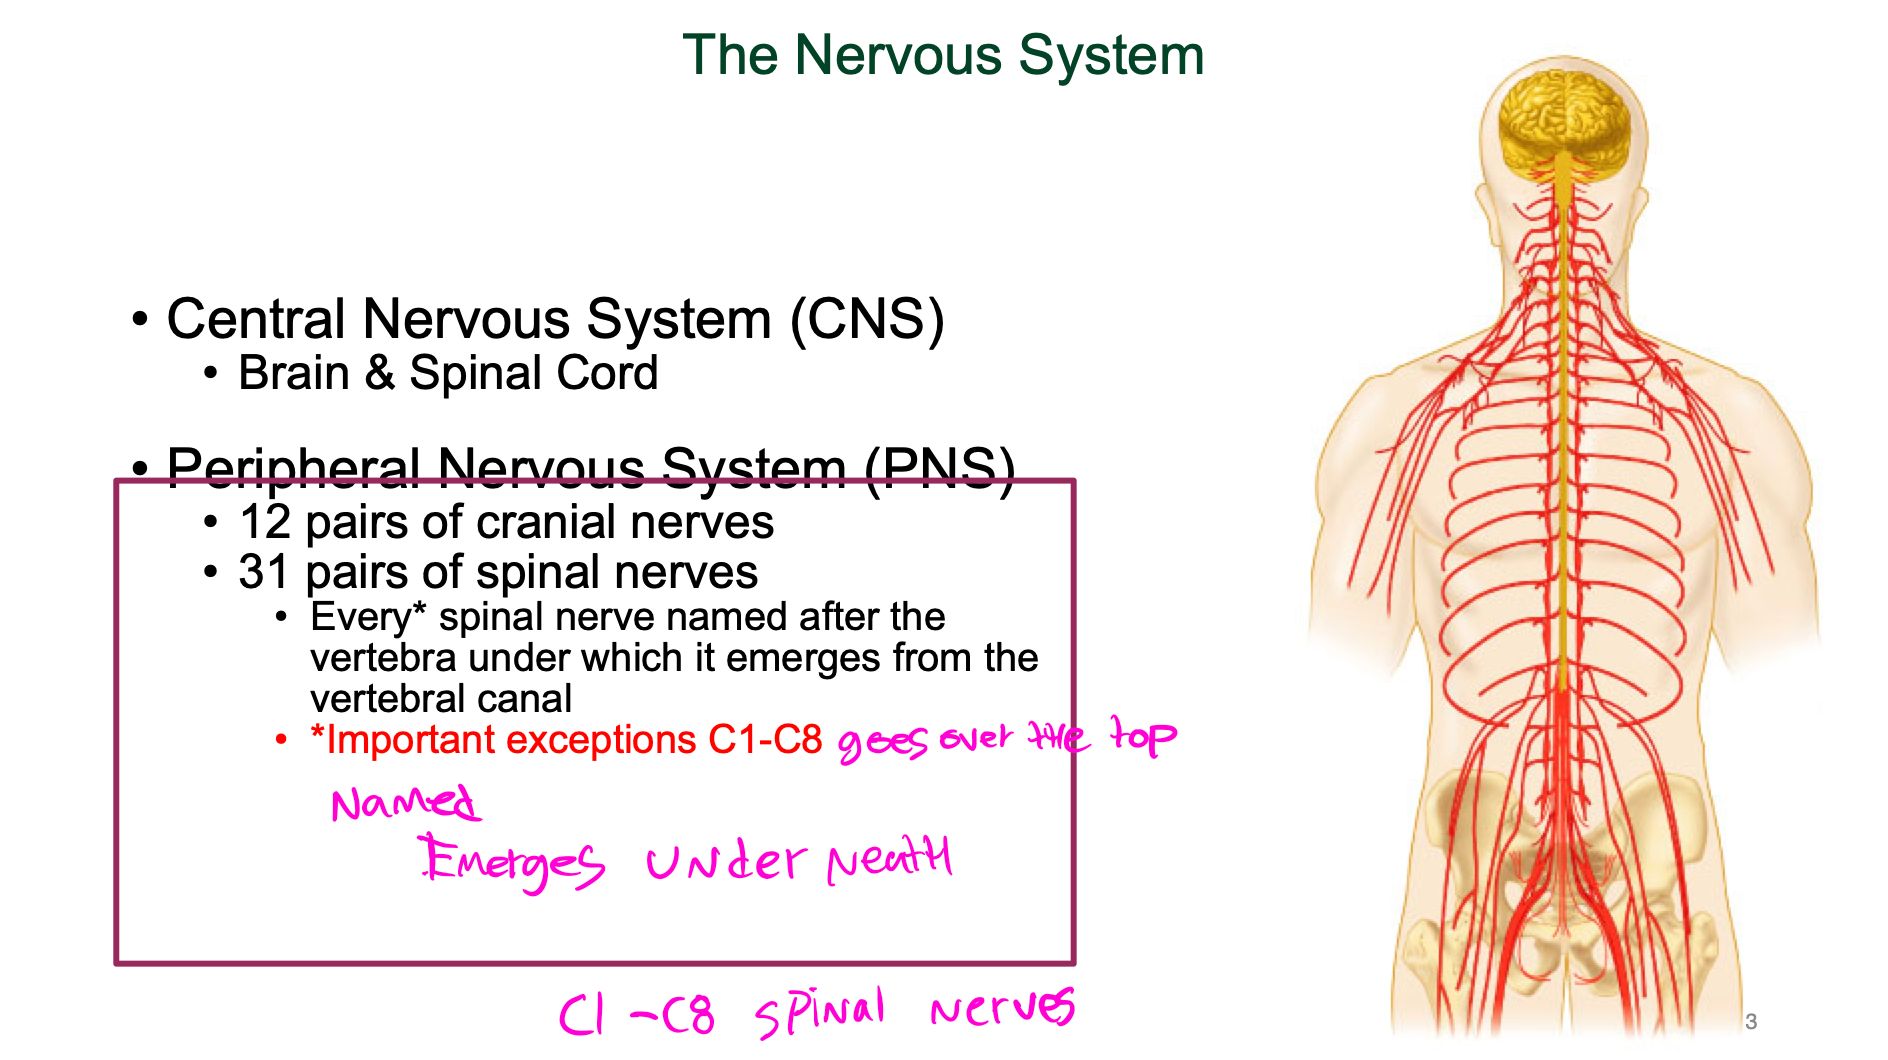 The Nervous System
• Central Nervous System (CNS)
• Brain & Spinal Cord
• Peripheral Nervous System (PNS)
• 12 pairs of cranial nerves
• 31 pairs of spinal nerves
• Every* spinal nerve named after the
vertebra under which it emerges from the
vertebral canal
• *Important exceptions C1-C8 goes over the top
Named
Emerges under neath
C1-C8 spinal nerves
3